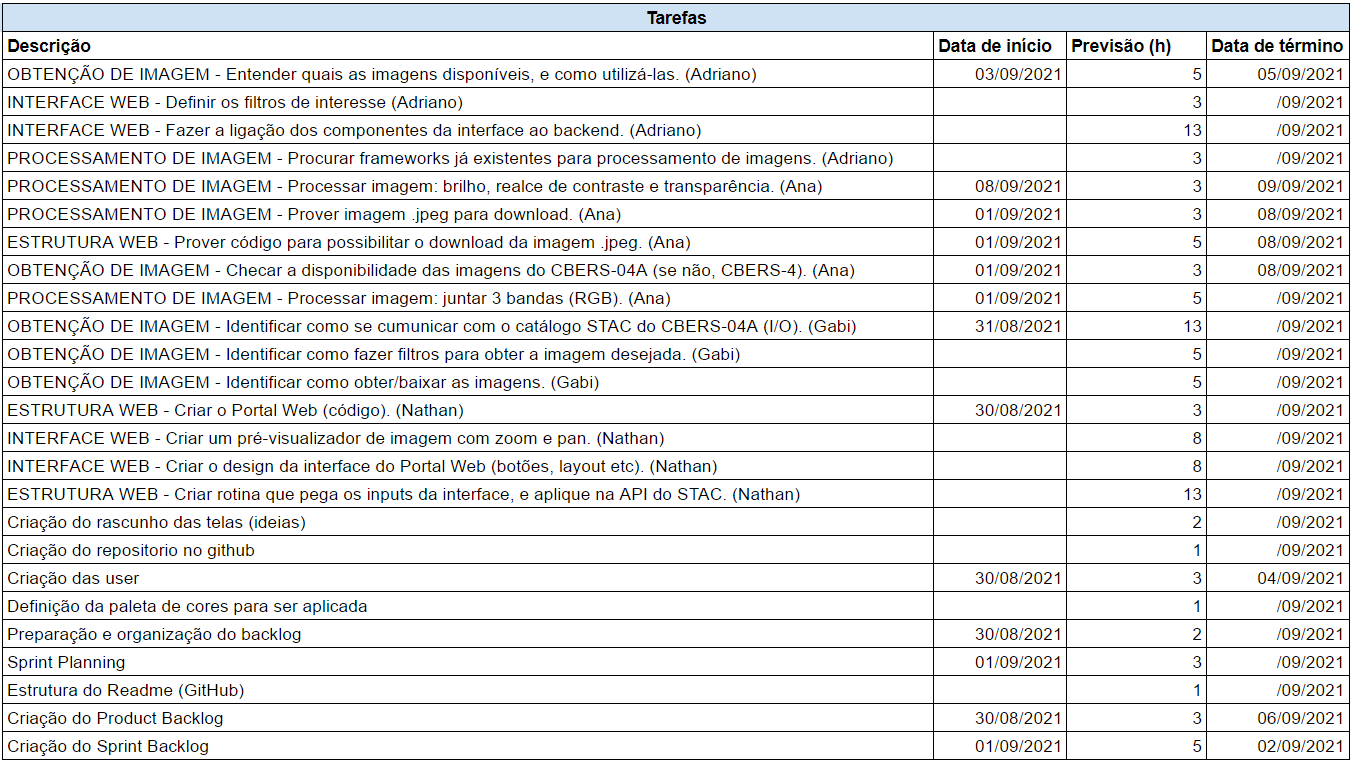 Tarefas
Descrição Data de início Previsão (h) Data de término
OBTENÇÃO DE IMAGEM - Entender quais as imagens disponíveis, e como utilizá-las. (Adriano) 03/09/2021 5 05/09/2021
INTERFACE WEB - Definir os filtros de interesse (Adriano) 3 /09/2021
INTERFACE WEB - Fazer a ligação dos componentes da interface ao backend. (Adriano) 13 /09/2021
PROCESSAMENTO DE IMAGEM - Procurar frameworks já existentes para processamento de imagens. (Adriano) 3 /09/2021
PROCESSAMENTO DE IMAGEM - Processar imagem: brilho, realce de contraste e transparência. (Ana) 08/09/2021 3 09/09/2021
PROCESSAMENTO DE IMAGEM - Prover imagem .jpeg para download. (Ana) 01/09/2021 3 08/09/2021
ESTRUTURA WEB - Prover código para possibilitar o download da imagem .jpeg. (Ana) 01/09/2021 5 08/09/2021
OBTENÇÃO DE IMAGEM - Checar a disponibilidade das imagens do CBERS-04A (se não, CBERS-4). (Ana) 01/09/2021 3 08/09/2021
PROCESSAMENTO DE IMAGEM - Processar imagem: juntar 3 bandas (RGB). (Ana) 01/09/2021 5 /09/2021
OBTENÇÃO DE IMAGEM - Identificar como se cumunicar com o catálogo STAC do CBERS-04A (I/O). (Gabi) 31/08/2021 13 /09/2021
OBTENÇÃO DE IMAGEM - Identificar como fazer filtros para obter a imagem desejada. (Gabi) 5 /09/2021
OBTENÇÃO DE IMAGEM - Identificar como obter/baixar as imagens. (Gabi) 5 /09/2021
ESTRUTURA WEB - Criar o Portal Web (código). (Nathan) 30/08/2021 3 /09/2021
INTERFACE WEB - Criar um pré-visualizador de imagem com zoom e pan. (Nathan) 8 /09/2021
INTERFACE WEB - Criar o design da interface do Portal Web (botões, layout etc). (Nathan) 8 /09/2021
ESTRUTURA WEB - Criar rotina que pega os inputs da interface, e aplique na API do STAC. (Nathan) 13 /09/2021
Criação do rascunho das telas (ideias) 2 /09/2021
Criação do repositorio no github 1 /09/2021
Criação das user 30/08/2021 3 04/09/2021
Definição da paleta de cores para ser aplicada 1 /09/2021
Preparação e organização do backlog 30/08/2021 2 /09/2021
Sprint Planning 01/09/2021 3 /09/2021
Estrutura do Readme (GitHub) 1 /09/2021
Criação do Product Backlog 30/08/2021 3 06/09/2021
Criação do Sprint Backlog 01/09/2021 5 02/09/2021